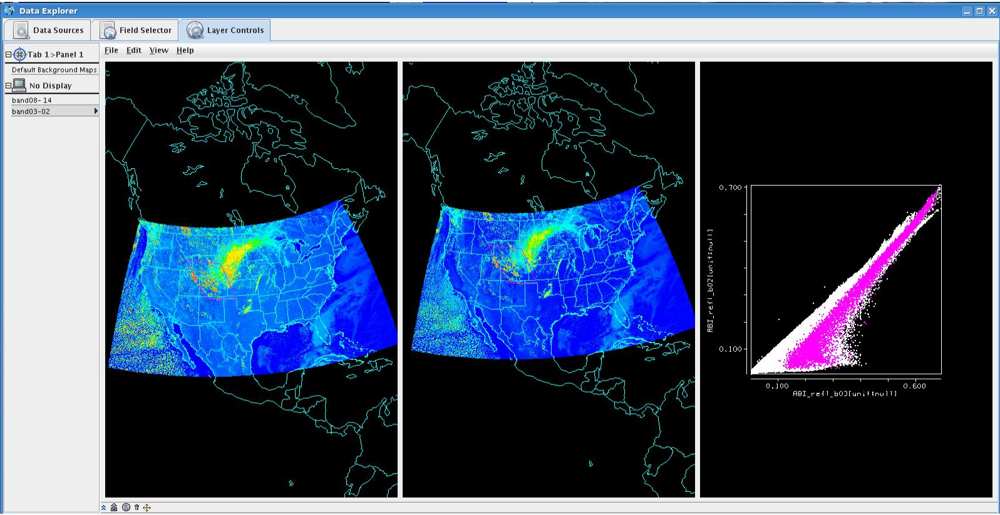 Data Explorer
Data Sources
Field Selector
Layer Controls
Tab 1>Panel 1
File Edit View Help
Default Background Maps
No Display
band08-14
band03-02
0.700
ABI_refl_b02[unit:null]
0.100
0.100
0.600
ABI_refl_b03[unit:null]